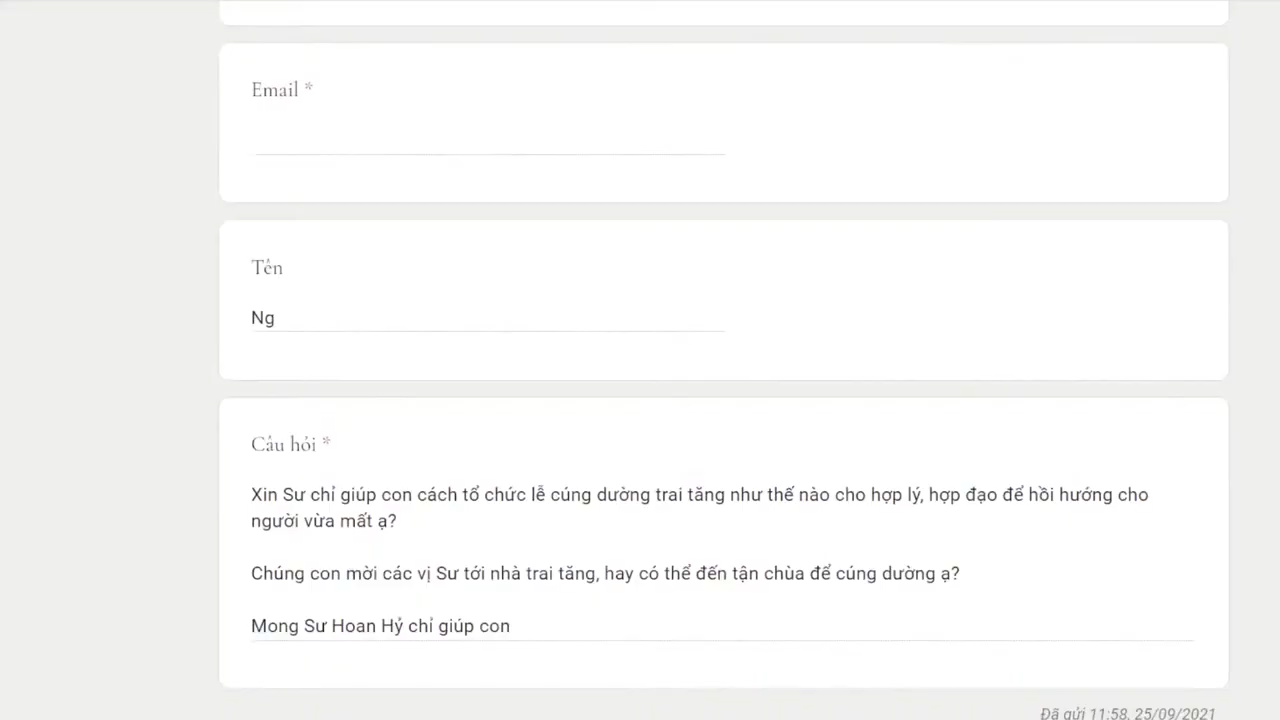 Email *
Tên
Ng
Câu hỏi *
Xin Sư chỉ giúp con cách tổ chức lễ cúng dường trai tăng như thế nào cho hợp lý, hợp đạo để hồi hướng cho
người vừa mất ạ?
Chúng con mời các vị Sư tới nhà trai tăng, hay có thể đến tận chùa để cúng dường ạ?
Mong Sư Hoan Hỷ chỉ giúp con
Đã gửi 11:58, 25/09/2021